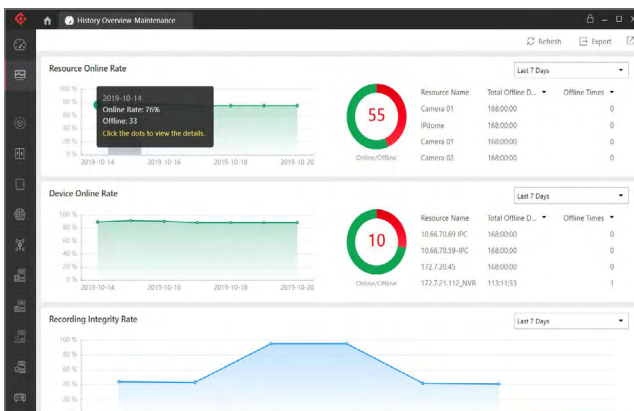 History Overview-Maintenance
Refresh Export
Resource Online Rate
Last 7 Days
100 %
80 %
60 %
40 %
20 %
0 %
2019-10-14
Online Rate: 76%
Offline: 33
Click the dots to view the details.
2019-10-14 2019-10-16 2019-10-18 2019-10-20
55
Online/Offline
Resource Name Total Offline D... Offline Times
Camera 01 168:00:00 0
IPdome 168:00:00 0
Camera 01 168:00:00 0
Camera 02 168:00:00 0
Device Online Rate
Last 7 Days
100 %
80 %
60 %
40 %
20 %
0 %
2019-10-14 2019-10-16 2019-10-18 2019-10-20
10
Online/Offline
Resource Name Total Offline D... Offline Times
10.66.70.69 IPC 168:00:00 0
10.66.70.59-IPC 168:00:00 0
172.7.20.45 168:00:00 0
172.7.21.112_NVR 113:11:33 1
Recording Integrity Rate
Last 7 Days
100 %
80 %
60 %
40 %
20 %